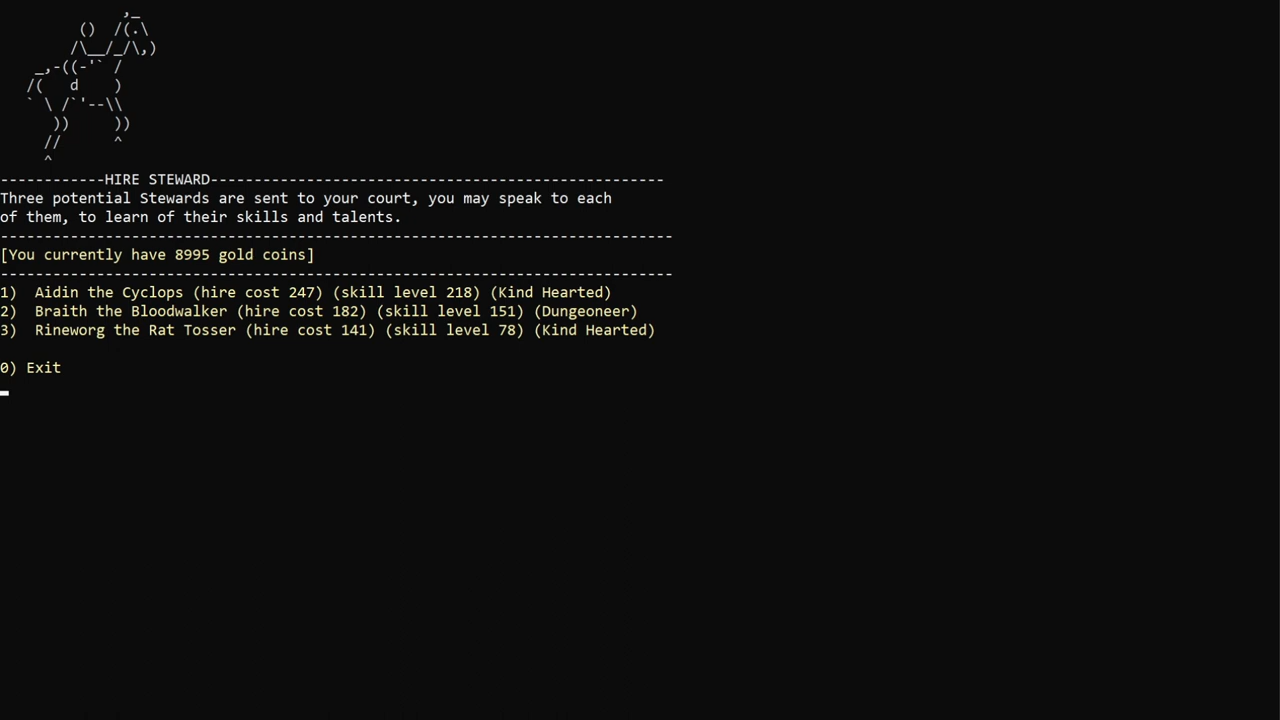 ------------HIRE STEWARD----------------------------------------------------
Three potential Stewards are sent to your court, you may speak to each
of them, to learn of their skills and talents.
-----------------------------------------------------------------------------
[You currently have 8995 gold coins]
-----------------------------------------------------------------------------
1)  Aidin the Cyclops (hire cost 247) (skill level 218) (Kind Hearted)
2)  Braith the Bloodwalker (hire cost 182) (skill level 151) (Dungeoneer)
3)  Rineworg the Rat Tosser (hire cost 141) (skill level 78) (Kind Hearted)
0) Exit